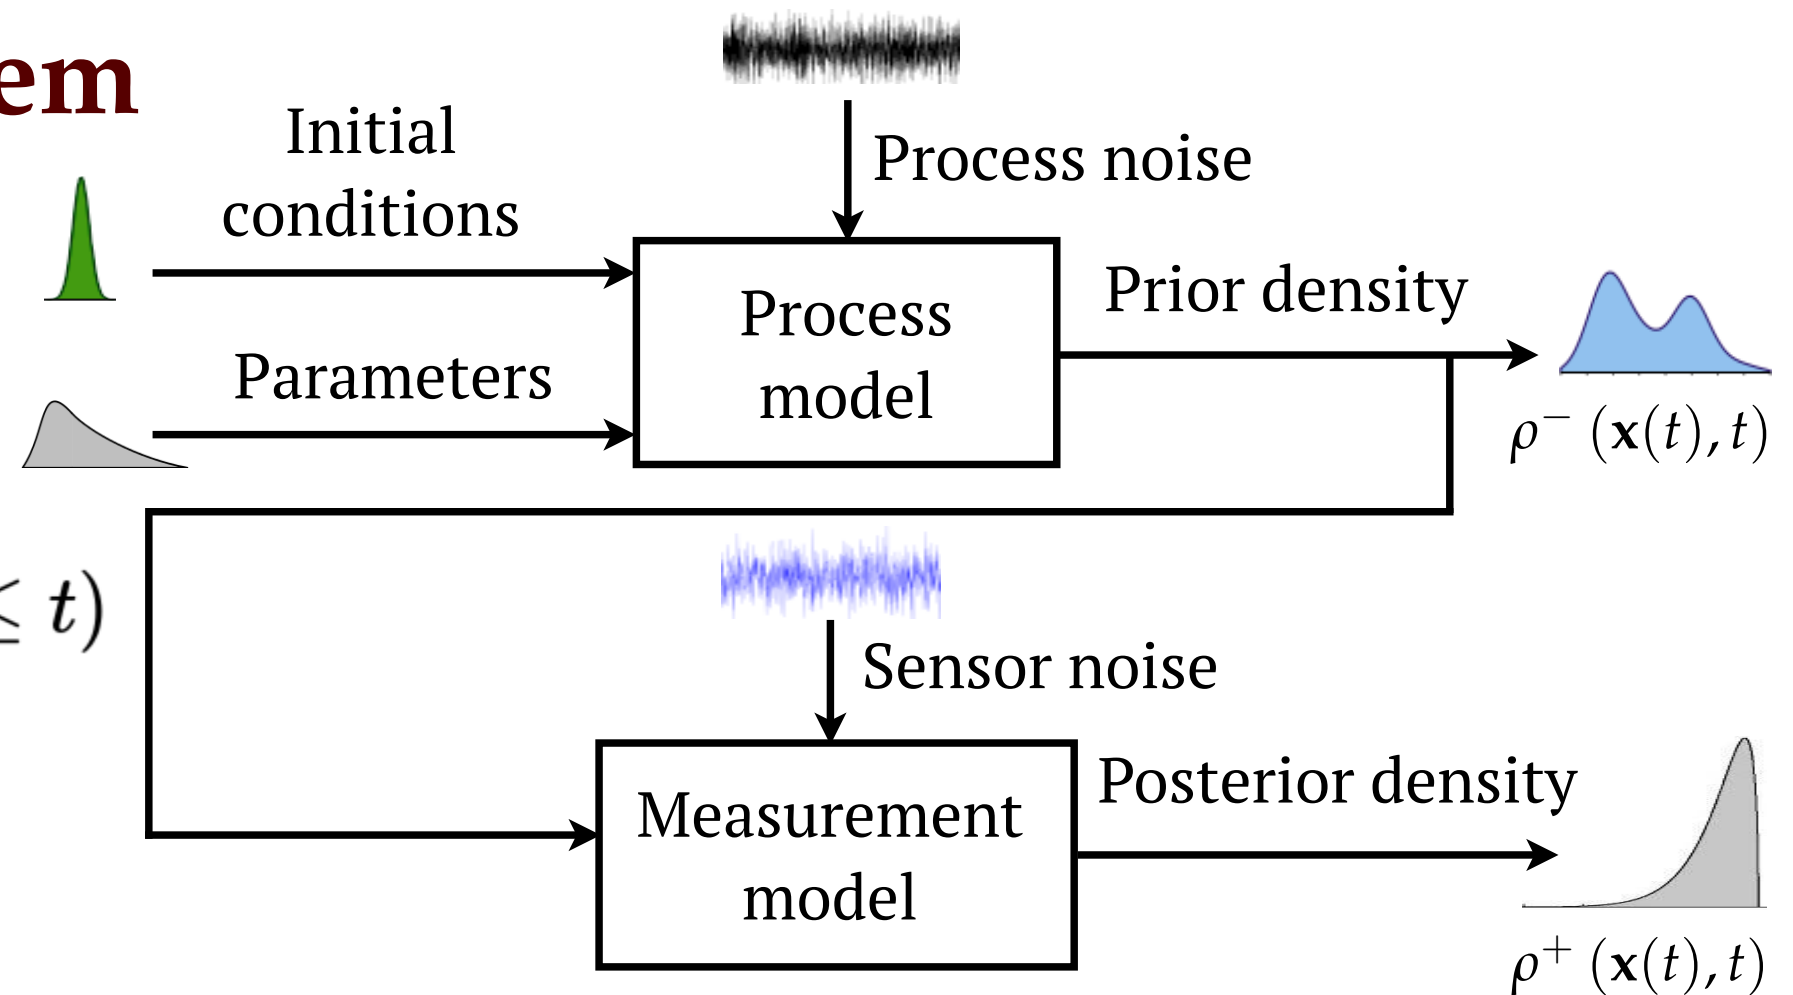 em
Initial
conditions
Process noise
Parameters
Process
model
Prior density
ρ⁻ (x(t), t)
≤ t)
Sensor noise
Measurement
model
Posterior density
ρ⁺ (x(t), t)